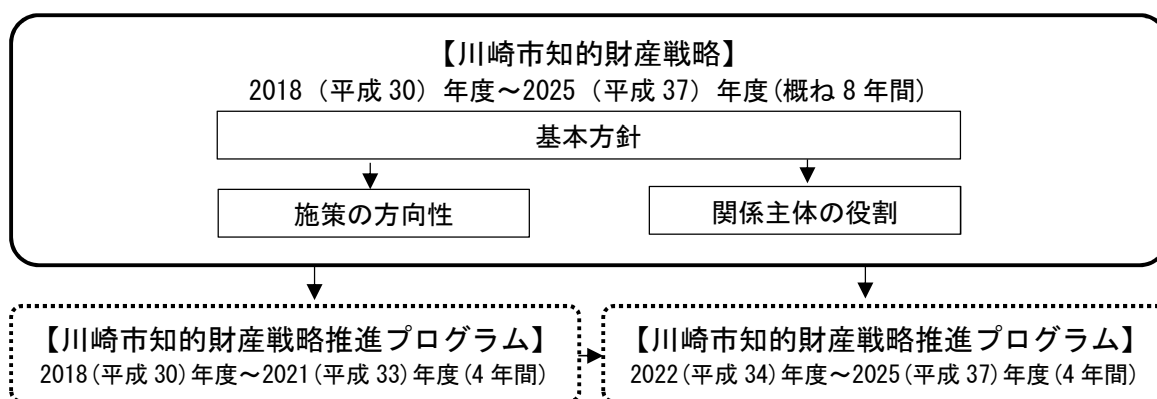 【川崎市知的財産戦略】
2018（平成 30）年度～2025（平成 37）年度(概ね 8 年間)
基本方針
施策の方向性
関係主体の役割
【川崎市知的財産戦略推進プログラム】
2018(平成 30)年度～2021(平成 33)年度(4 年間)
【川崎市知的財産戦略推進プログラム】
2022(平成 34)年度～2025(平成 37)年度(4 年間)